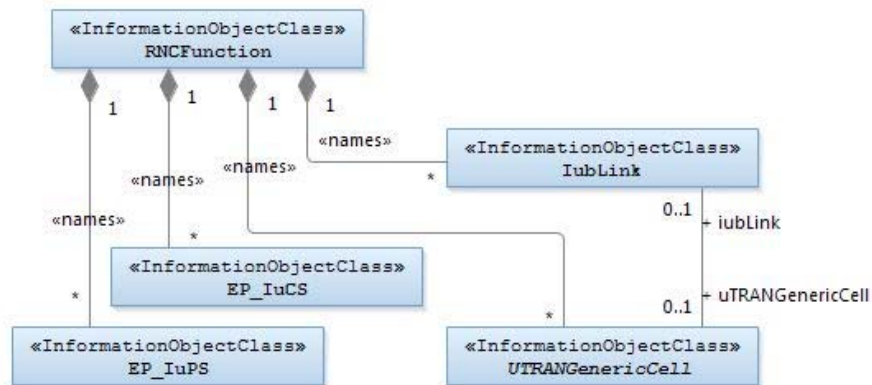 «InformationObjectClass»
RNCFunction
1
1
1
1
«names»
«names»
«names»
«names»
«InformationObjectClass»
IubLink
*
0..1
+ iubLink
*
«InformationObjectClass»
EP_IuCS
*
+ uTRANGenericCell
0..1
*
«InformationObjectClass»
EP_IuPS
«InformationObjectClass»
UTRANGenericCell